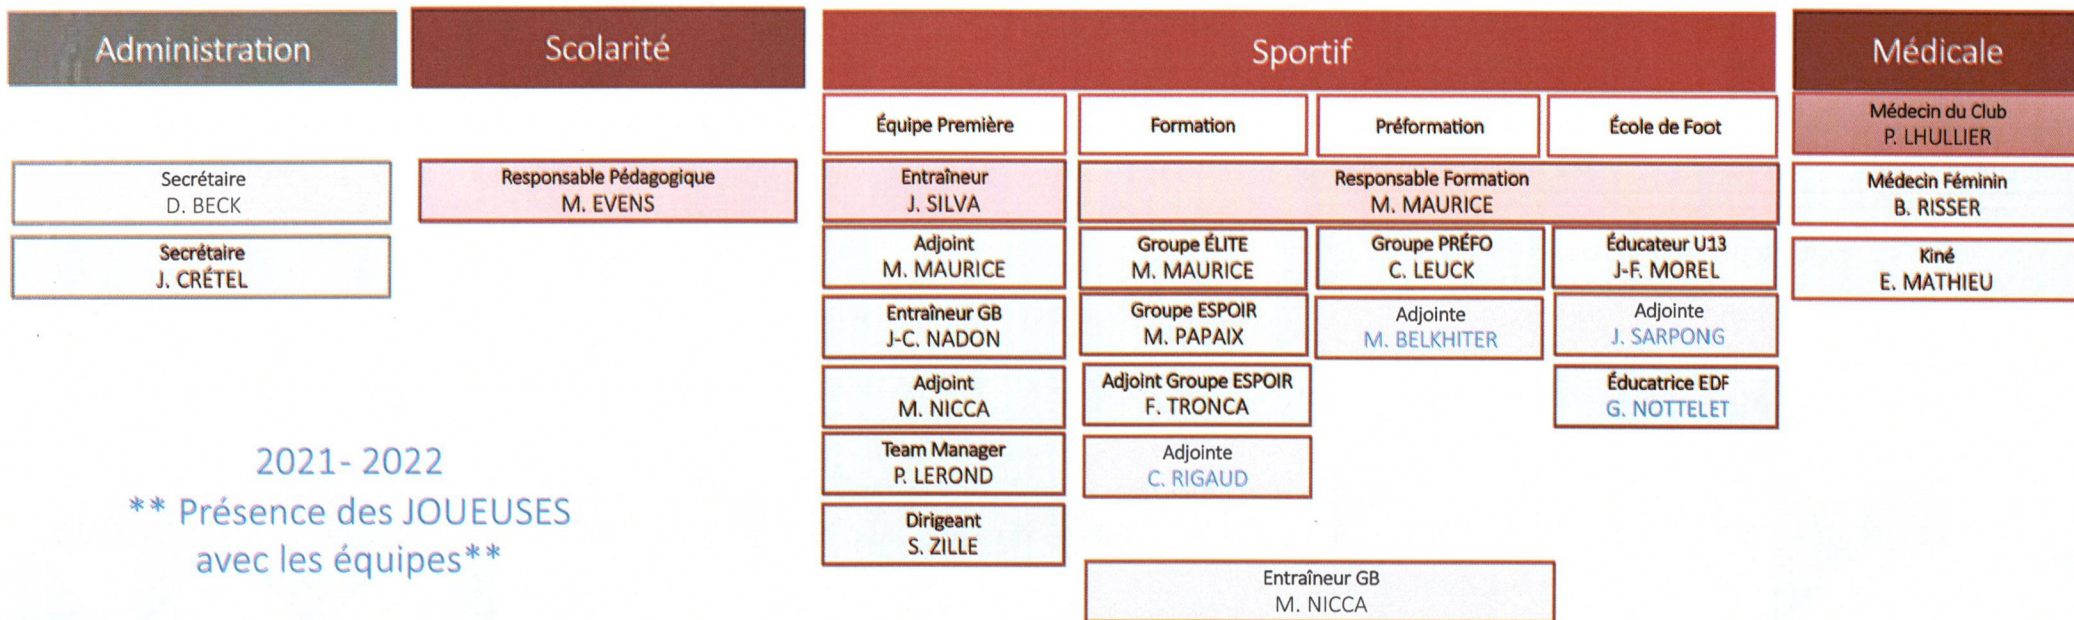 Administration
Scolarité
Sportif
Médicale
Équipe Première
Formation
Préformation
École de Foot
Médecin du Club
P. LHULLIER
Secrétaire
D. BECK
Responsable Pédagogique
M. EVENS
Entraîneur
J. SILVA
Responsable Formation
M. MAURICE
Médecin Féminin
B. RISSER
Secrétaire
J. CRÉTEL
Adjoint
M. MAURICE
Groupe ÉLITE
M. MAURICE
Groupe PRÉFO
C. LEUCK
Éducateur U13
J-F. MOREL
Kiné
E. MATHIEU
Entraîneur GB
J-C. NADON
Groupe ESPOIR
M. PAPAIX
Adjointe
M. BELKHITER
Adjointe
J. SARPONG
Adjoint
M. NICCA
Adjoint Groupe ESPOIR
F. TRONCA
Éducatrice EDF
G. NOTTELET
Team Manager
P. LEROND
Adjointe
C. RIGAUD
Dirigeant
S. ZILLE
Entraîneur GB
M. NICCA
2021- 2022
** Présence des JOUEUSES
avec les équipes**